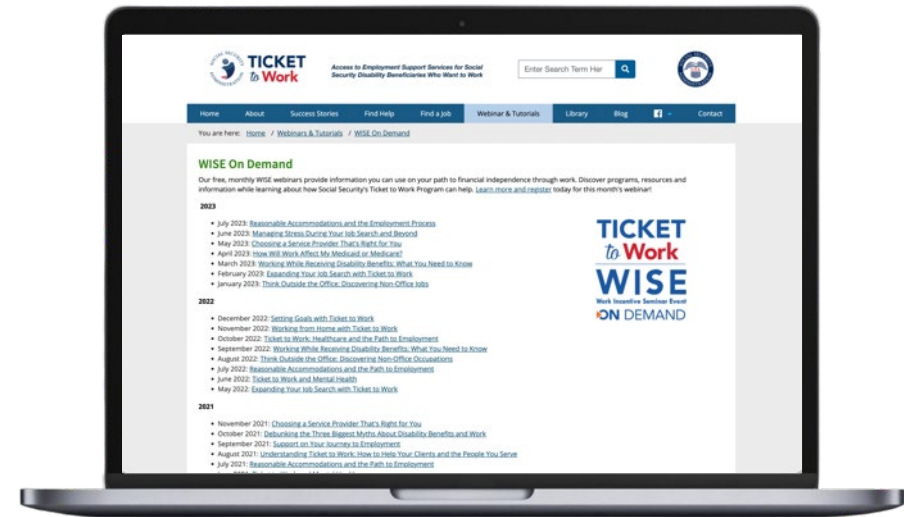 SOCIAL SECURITY
ADMINISTRATION
TICKET
to Work
Access to Employment Support Services for Social
Security Disability Beneficiaries Who Want to Work
Enter Search Term Her
Home About Success Stories Find Help Find a Job Webinar & Tutorials Library Blog Contact
You are here: Home / Webinars & Tutorials / WISE On Demand
WISE On Demand
Our free, monthly WISE webinars provide information you can use on your path to financial independence through work. Discover programs, resources and
information while learning about how Social Security's Ticket to Work Program can help. Learn more and register today for this month's webinar!
2023
• July 2023: Reasonable Accommodations and the Employment Process
• June 2023: Managing Stress During Your Job Search and Beyond
• May 2023: Choosing a Service Provider That's Right for You
• April 2023: How Will Work Affect My Medicaid or Medicare?
• March 2023: Working While Receiving Disability Benefits: What You Need to Know
• February 2023: Expanding Your Job Search with Ticket to Work
• January 2023: Think Outside the Office: Discovering Non-Office Jobs
TICKET
to Work
WISE
Work Incentive Seminar Event
ON DEMAND
2022
• December 2022: Setting Goals with Ticket to Work
• November 2022: Working from Home with Ticket to Work
• October 2022: Ticket to Work: Healthcare and the Path to Employment
• September 2022: Working While Receiving Disability Benefits: What You Need to Know
• August 2022: Think Outside the Office: Discovering Non-Office Occupations
• July 2022: Reasonable Accommodations and the Path to Employment
• June 2022: Ticket to Work and Mental Health
• May 2022: Expanding Your Job Search with Ticket to Work
2021
• November 2021: Choosing a Service Provider That's Right for You
• October 2021: Debunking the Three Biggest Myths About Disability Benefits and Work
• September 2021: Support on Your Journey to Employment
• August 2021: Understanding Ticket to Work: How to Help Your Clients and the People You Serve
• July 2021: Reasonable Accommodations and the Path to Employment